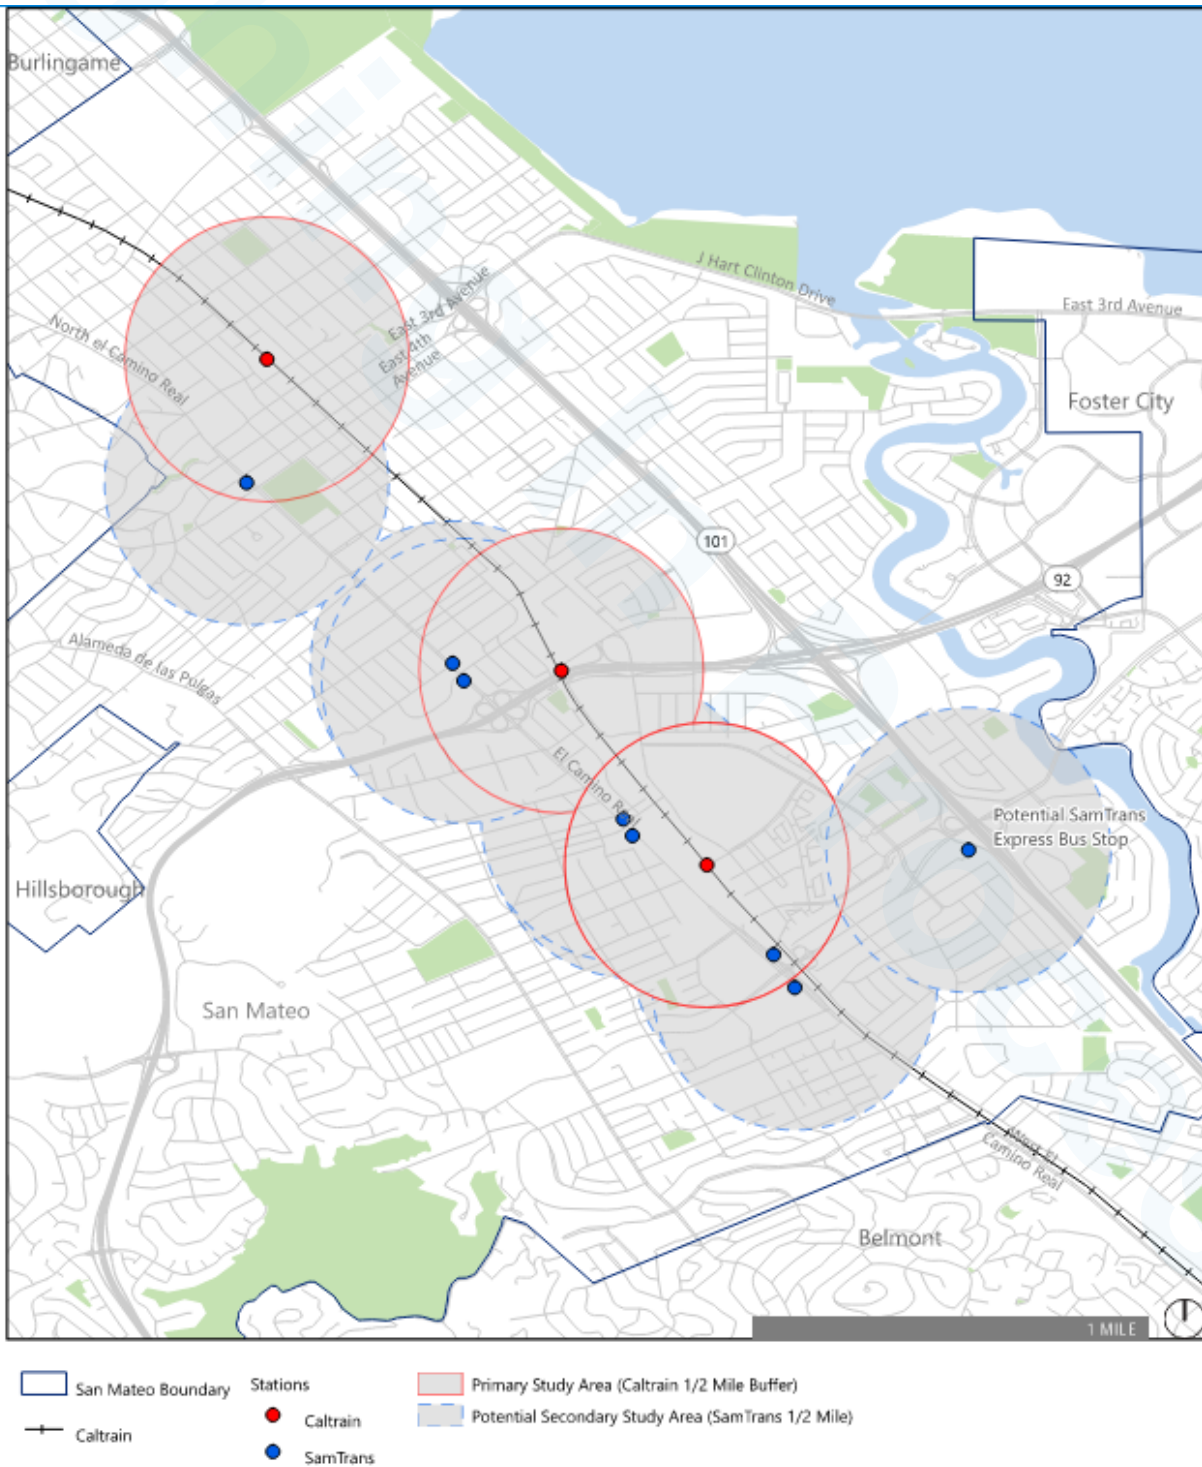 Burlingame
J Hart Clinton Drive
East 3rd Avenue
East 3rd Avenue
East 4th
Avenue
North el Camino Real
Foster City
101
92
Alameda de las Pulgas
El Camino Real
Potential SamTrans
Express Bus Stop
Hillsborough
San Mateo
West El
Camino Real
Belmont
1 MILE
San Mateo Boundary
Caltrain
Stations
Caltrain
SamTrans
Primary Study Area (Caltrain 1/2 Mile Buffer)
Potential Secondary Study Area (SamTrans 1/2 Mile)